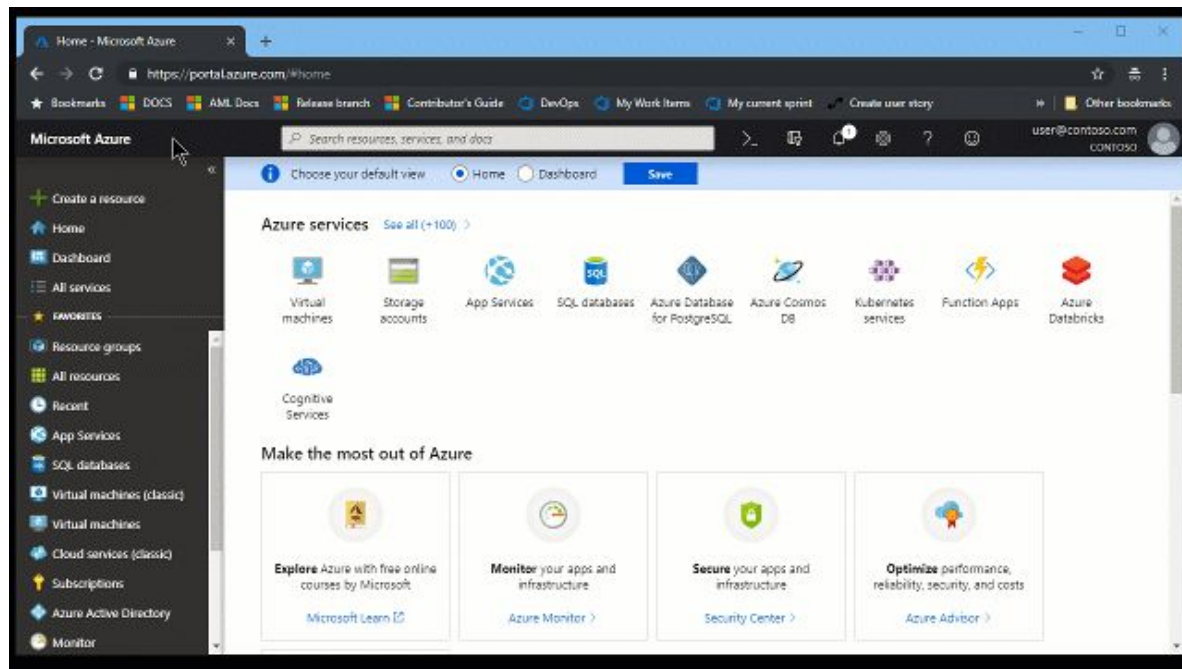 Home - Microsoft Azure
https://portal.azure.com/#home
Bookmarks DOCS AML Docs Release branch Contributor's Guide DevOps My Work Items My current sprint Create user story » Other bookmarks
Microsoft Azure Search resources, services, and docs 1 ? user@contoso.com
CONTOSO
« Choose your default view Home Dashboard Save
Create a resource
Home
Dashboard
All services
FAVORITES
Resource groups
All resources
Recent
App Services
SQL databases
Virtual machines (classic)
Virtual machines
Cloud services (classic)
Subscriptions
Azure Active Directory
Monitor
Azure services See all (+100) >
SQL
Virtual
machines
Storage
accounts
App Services
SQL databases
Azure Database
for PostgreSQL
Azure Cosmos
DB
Kubernetes
services
Function Apps
Azure
Databricks
Cognitive
Services
Make the most out of Azure
Explore Azure with free online
courses by Microsoft
Microsoft Learn
Monitor your apps and
infrastructure
Azure Monitor >
Secure your apps and
infrastructure
Security Center >
Optimize performance,
reliability, security, and costs
Azure Advisor >